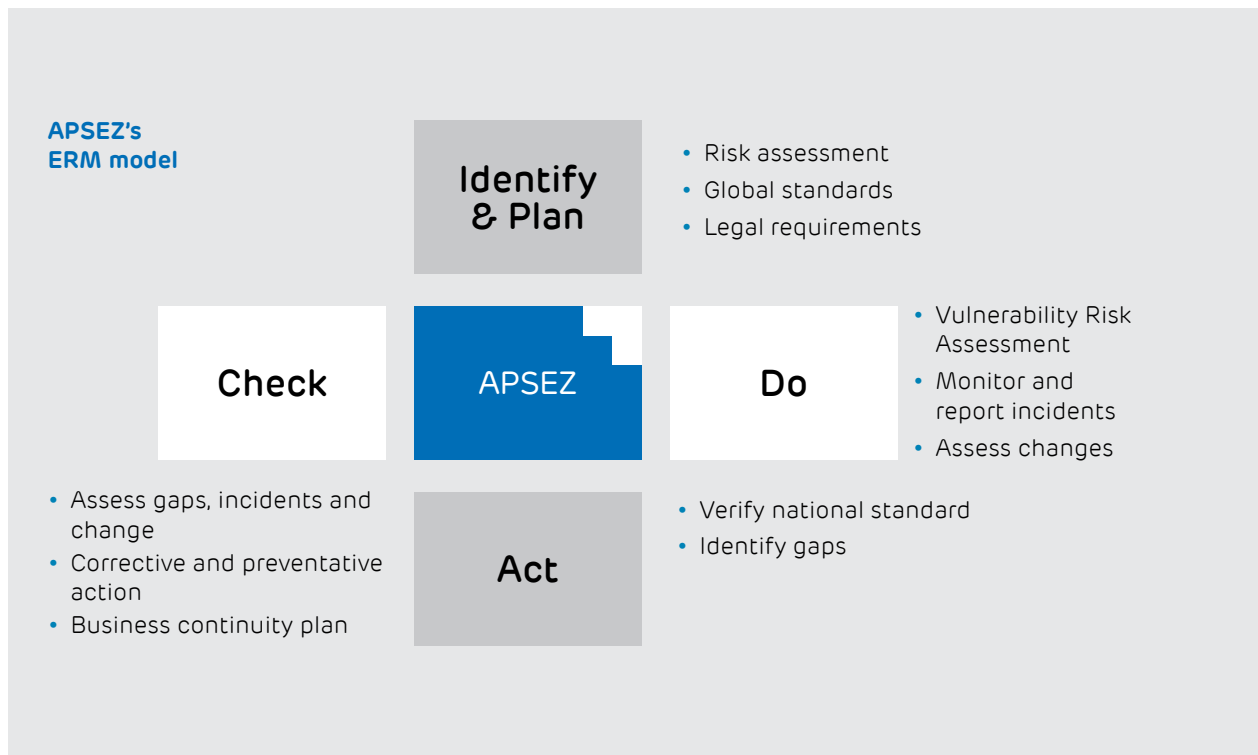 APSEZ's
ERM model
Identify
& Plan
• Risk assessment
• Global standards
• Legal requirements
Check
APSEZ
Do
• Vulnerability Risk
Assessment
• Monitor and
report incidents
• Assess changes
• Assess gaps, incidents and
change
• Corrective and preventative
action
• Business continuity plan
Act
• Verify national standard
• Identify gaps